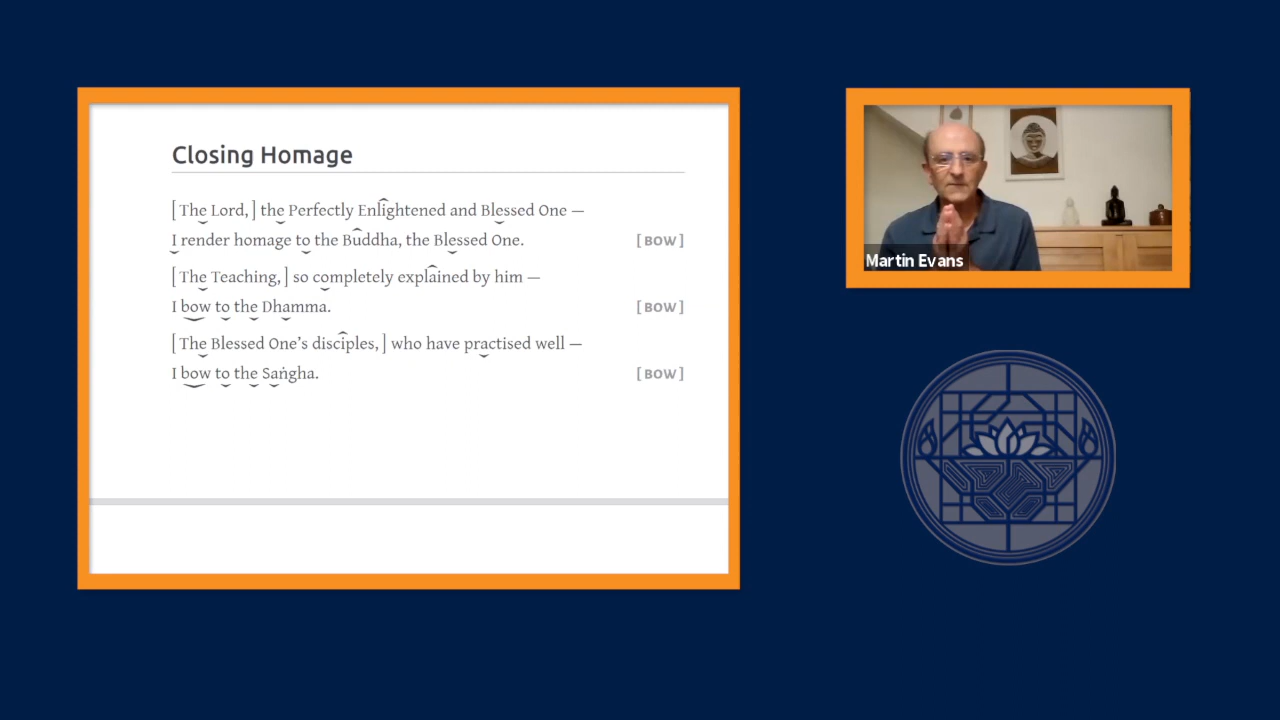 Closing Homage
[ The Lord, ] the Perfectly Enlightened and Blessed One —
I render homage to the Buddha, the Blessed One. [ BOW ]
[ The Teaching, ] so completely explained by him —
I bow to the Dhamma. [ BOW ]
[ The Blessed One’s disciples, ] who have practised well —
I bow to the Saṅgha. [ BOW ]
Martin Evans